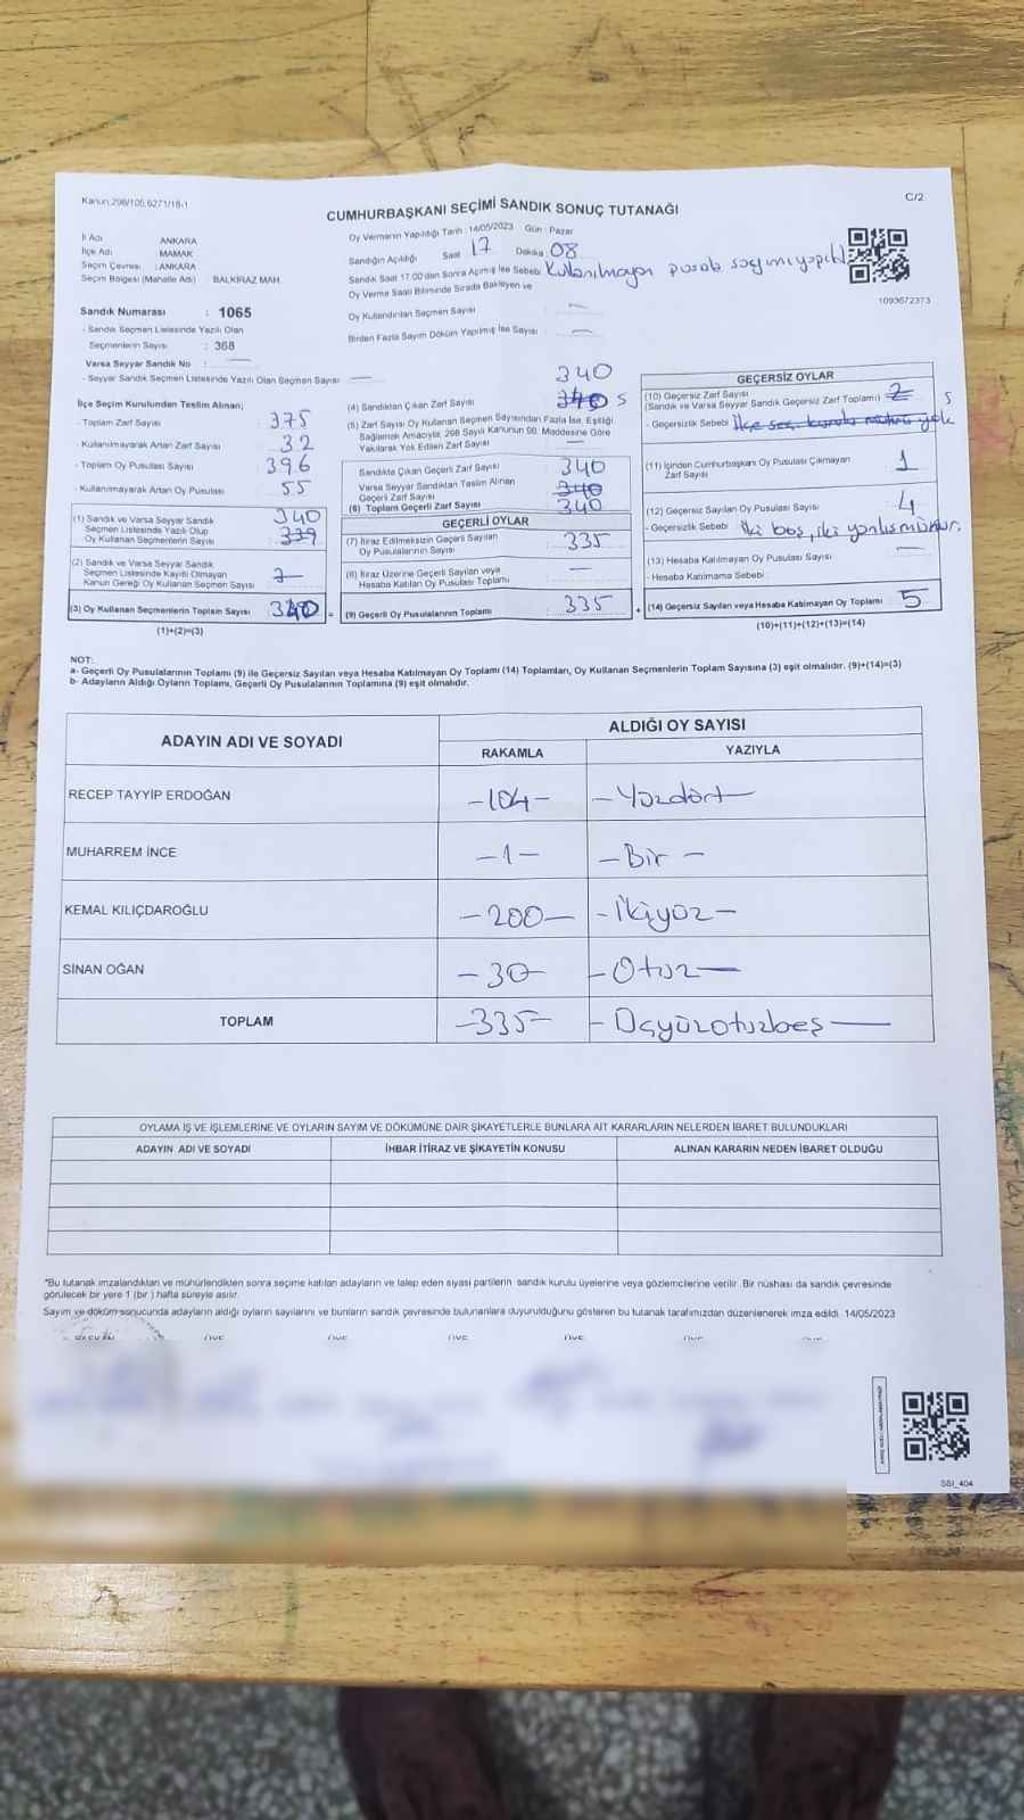 Kanun:298/105,6271/18-1
C/2
CUMHURBAŞKANI SEÇİMİ SANDIK SONUÇ TUTANAĞI
İl Adı ANKARA
İlçe Adı MAMAK
Seçim Çevresi : ANKARA
Seçim Bölgesi (Mahalle Adı) BALKIRAZ MAH.
Sandık Numarası : 1065
- Sandık Seçmen Listesinde Yazılı Olan
Seçmenlerin Sayısı : 368
Varsa Seyyar Sandık No : —
- Seyyar Sandık Seçmen Listesinde Yazılı Olan Seçmen Sayısı —
Oy Vermenin Yapıldığı Tarih : 14/05/2023 Gün : Pazar
Sandığın Açıldığı Saat 17 Dakika 08
Sandık Saat 17.00'den Sonra Açılmış İse Sebebi Kullanılmayan pusula sayımı yapıldı
Oy Verme Saati Bitiminde Sırada Bekleyen ve
Oy Kullandırılan Seçmen Sayısı —
Birden Fazla Sayım Döküm Yapılmış İse Sayısı —
1093672373
İlçe Seçim Kurulundan Teslim Alınan;
- Toplam Zarf Sayısı 375
- Kullanılmayarak Artan Zarf Sayısı 32
- Toplam Oy Pusulası Sayısı 396
- Kullanılmayarak Artan Oy Pusulası 55
(1) Sandık ve Varsa Seyyar Sandık
Seçmen Listesinde Yazılı Olup
Oy Kullanan Seçmenlerin Sayısı 340 339
(2) Sandık ve Varsa Seyyar Sandık
Seçmen Listesinde Kaydı Olmayan
Kanun Gereği Oy Kullanan Seçmen Sayısı
(3) Oy Kullanan Seçmenlerin Toplam Sayısı 340 =
(1)+(2)=(3)
340
(4) Sandıktan Çıkan Zarf Sayısı 340 5
(5) Zarf Sayısı Oy Kullanan Seçmen Sayısından Fazla İse, Eşitliği
Sağlamak Amacıyla, 298 Sayılı Kanunun 98. Maddesine Göre
Yakılarak Yok Edilen Zarf Sayısı —
Sandıkta Çıkan Geçerli Zarf Sayısı 340
Varsa Seyyar Sandıktan Teslim Alınan
Geçerli Zarf Sayısı 340
(6) Toplam Geçerli Zarf Sayısı 340
GEÇERLİ OYLAR
(7) İtiraz Edilmeksizin Geçerli Sayılan
Oy Pusulalarının Sayısı 335
(8) İtiraz Üzerine Geçerli Sayılan veya
Hesaba Katılan Oy Pusulası Toplamı —
(9) Geçerli Oy Pusulalarının Toplamı 335 +
GEÇERSİZ OYLAR
(10) Geçersiz Zarf Sayısı
(Sandık ve Varsa Seyyar Sandık Geçersiz Zarf Toplamı) 2 5
- Geçersizlik Sebebi İlçe seç. kurulu mührü yok
(11) İçinden Cumhurbaşkanı Oy Pusulası Çıkmayan
Zarf Sayısı 1
(12) Geçersiz Sayılan Oy Pusulası Sayısı 4
- Geçersizlik Sebebi İki boş, iki yanlış mühür.
(13) Hesaba Katılmayan Oy Pusulası Sayısı —
- Hesaba Katılmama Sebebi
(14) Geçersiz Sayılan veya Hesaba Katılmayan Oy Toplamı 5
(10)+(11)+(12)+(13)=(14)
NOT:
a- Geçerli Oy Pusulalarının Toplamı (9) ile Geçersiz Sayılan veya Hesaba Katılmayan Oy Toplamı (14) Toplamları, Oy Kullanan Seçmenlerin Toplam Sayısına (3) eşit olmalıdır. (9)+(14)=(3)
b- Adayların Aldığı Oyların Toplamı, Geçerli Oy Pusulalarının Toplamına (9) eşit olmalıdır.
ADAYIN ADI VE SOYADI
ALDIĞI OY SAYISI
RAKAMLA YAZIYLA
RECEP TAYYİP ERDOĞAN -104- -Yüzdört-
MUHARREM İNCE -1- -Bir-
KEMAL KILIÇDAROĞLU -200- -İkiyüz-
SİNAN OĞAN -30- -Otuz-
TOPLAM -335- -Üçyüzotuzbeş-
OYLAMA İŞ VE İŞLEMLERİNE VE OYLARIN SAYIM VE DÖKÜMÜNE DAİR ŞİKAYETLERLE BUNLARA AİT KARARLARIN NELERDEN İBARET BULUNDUKLARI
ADAYIN ADI VE SOYADI İHBAR İTİRAZ VE ŞİKAYETİN KONUSU ALINAN KARARIN NEDEN İBARET OLDUĞU
*Bu tutanak imzalandıktan ve mühürlendikten sonra seçime katılan adayların ve talep eden siyasi partilerin sandık kurulu üyelerine veya gözlemcilerine verilir. Bir nüshası da sandık çevresinde
görülecek bir yere 1 (bir ) hafta süreyle asılır.
Sayım ve döküm sonucunda adayların aldığı oyların sayılarını ve bunların sandık çevresinde bulunanlara duyurulduğunu gösteren bu tutanak tarafımızdan düzenlenerek imza edildi. 14/05/2023
SSI_404